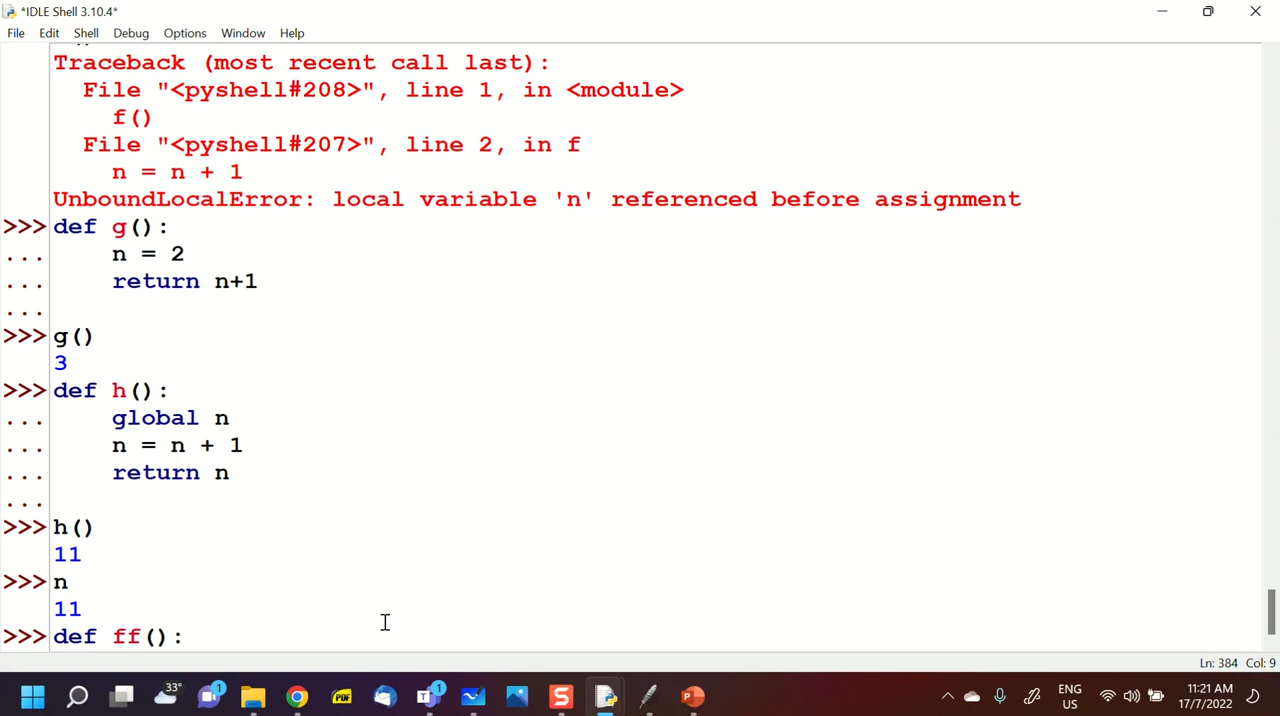 *IDLE Shell 3.10.4*
File Edit Shell Debug Options Window Help
Traceback (most recent call last):
File "<pyshell#208>", line 1, in <module>
f()
File "<pyshell#207>", line 2, in f
n = n + 1
UnboundLocalError: local variable 'n' referenced before assignment
>>> def g():
... n = 2
... return n+1
...
>>> g()
3
>>> def h():
... global n
... n = n + 1
... return n
...
>>> h()
11
>>> n
11
>>> def ff():
Ln: 384 Col: 9
33°
1
PDF
T 1
S
P
ENG
US
11:21 AM
17/7/2022